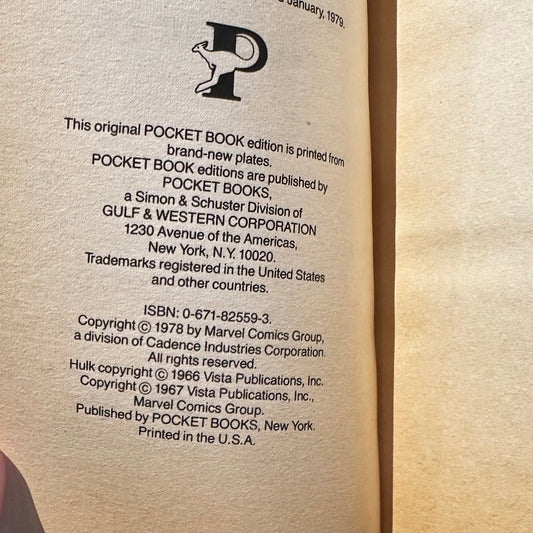 January, 1979.
P
This original POCKET BOOK edition is printed from
brand-new plates.
POCKET BOOK editions are published by
POCKET BOOKS,
a Simon & Schuster Division of
GULF & WESTERN CORPORATION
1230 Avenue of the Americas,
New York, N.Y. 10020.
Trademarks registered in the United States
and other countries.
ISBN: 0-671-82559-3.
Copyright © 1978 by Marvel Comics Group,
a division of Cadence Industries Corporation.
All rights reserved.
Hulk copyright © 1966 Vista Publications, Inc.
Copyright © 1967 Vista Publications, Inc.,
Marvel Comics Group.
Published by POCKET BOOKS, New York.
Printed in the U.S.A.